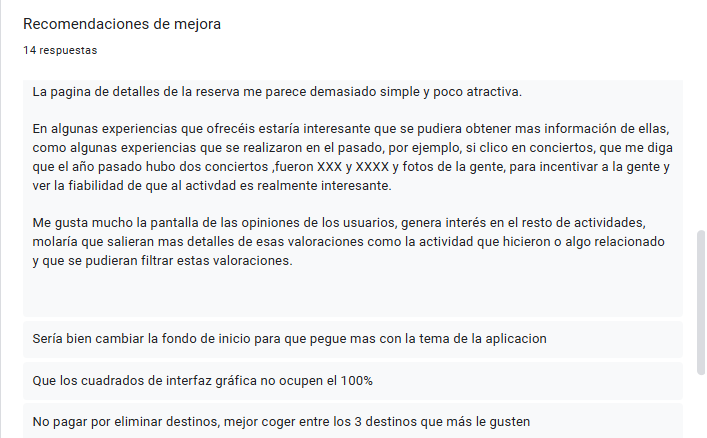 Recomendaciones de mejora
14 respuestas
La pagina de detalles de la reserva me parece demasiado simple y poco atractiva.
En algunas experiencias que ofrecéis estaría interesante que se pudiera obtener mas información de ellas,
como algunas experiencias que se realizaron en el pasado, por ejemplo, si clico en conciertos, que me diga
que el año pasado hubo dos conciertos ,fueron XXX y XXXX y fotos de la gente, para incentivar a la gente y
ver la fiabilidad de que al activdad es realmente interesante.
Me gusta mucho la pantalla de las opiniones de los usuarios, genera interés en el resto de actividades,
molaría que salieran mas detalles de esas valoraciones como la actividad que hicieron o algo relacionado
y que se pudieran filtrar estas valoraciones.
Sería bien cambiar la fondo de inicio para que pegue mas con la tema de la aplicacion
Que los cuadrados de interfaz gráfica no ocupen el 100%
No pagar por eliminar destinos, mejor coger entre los 3 destinos que más le gusten